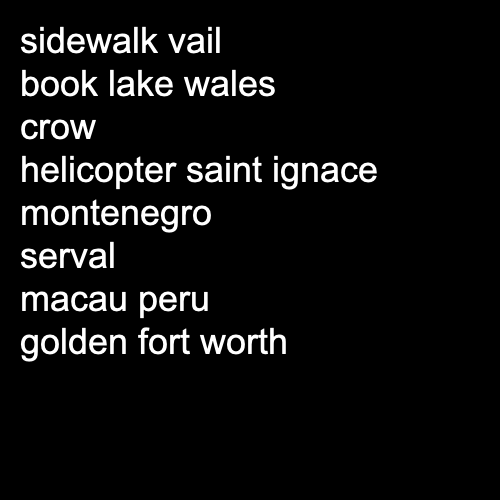 sidewalk vail
book lake wales
crow
helicopter saint ignace
montenegro
serval
macau peru
golden fort worth